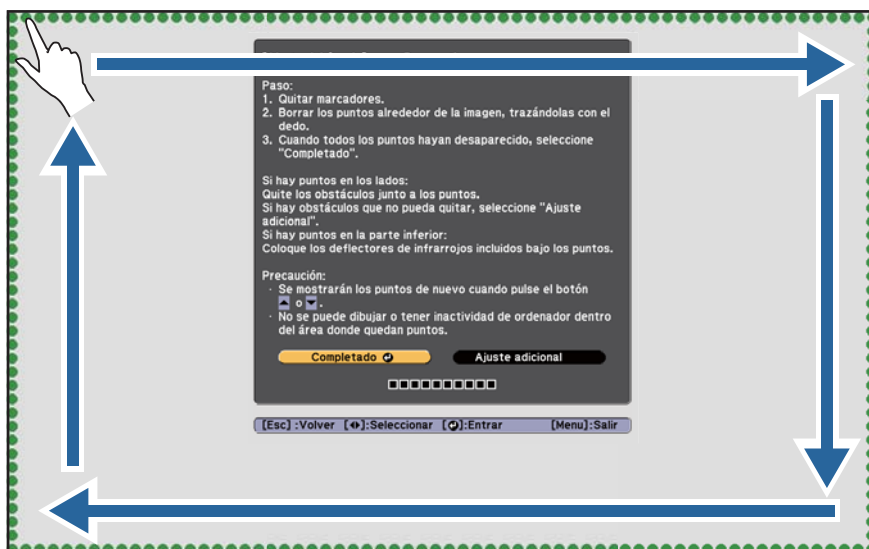 Paso:
1. Quitar marcadores.
2. Borrar los puntos alrededor de la imagen, trazándolas con el
dedo.
3. Cuando todos los puntos hayan desaparecido, seleccione
"Completado".
Si hay puntos en los lados:
Quite los obstáculos junto a los puntos.
Si hay obstáculos que no pueda quitar, seleccione "Ajuste
adicional".
Si hay puntos en la parte inferior:
Coloque los deflectores de infrarrojos incluidos bajo los puntos.
Precaución:
· Se mostrarán los puntos de nuevo cuando pulse el botón
▲ o ▼.
· No se puede dibujar o tener inactividad de ordenador dentro
del área donde quedan puntos.
Completado Ajuste adicional
[Esc] :Volver [◀▶]:Seleccionar [↵]:Entrar [Menu]:Salir